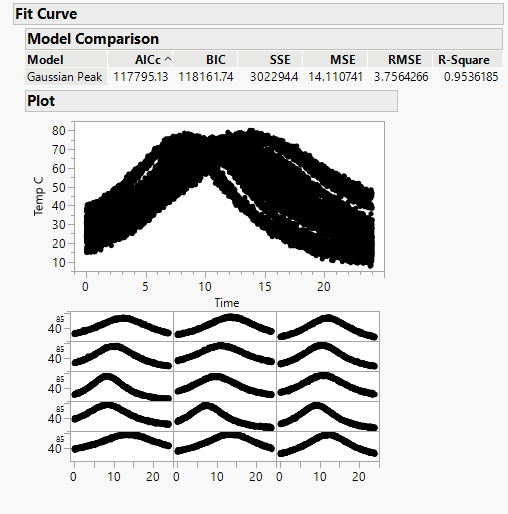 Fit Curve
Model Comparison
Model AICc BIC SSE MSE RMSE R-Square
Gaussian Peak 117795.13 118161.74 302294.4 14.110741 3.7564266 0.9536185
Plot
80
70
60
50
40
30
20
10
Temp C
0 5 10 15 20
Time
85
40
85
40
85
40
85
40
85
40
0 10 20 0 10 20 0 10 20